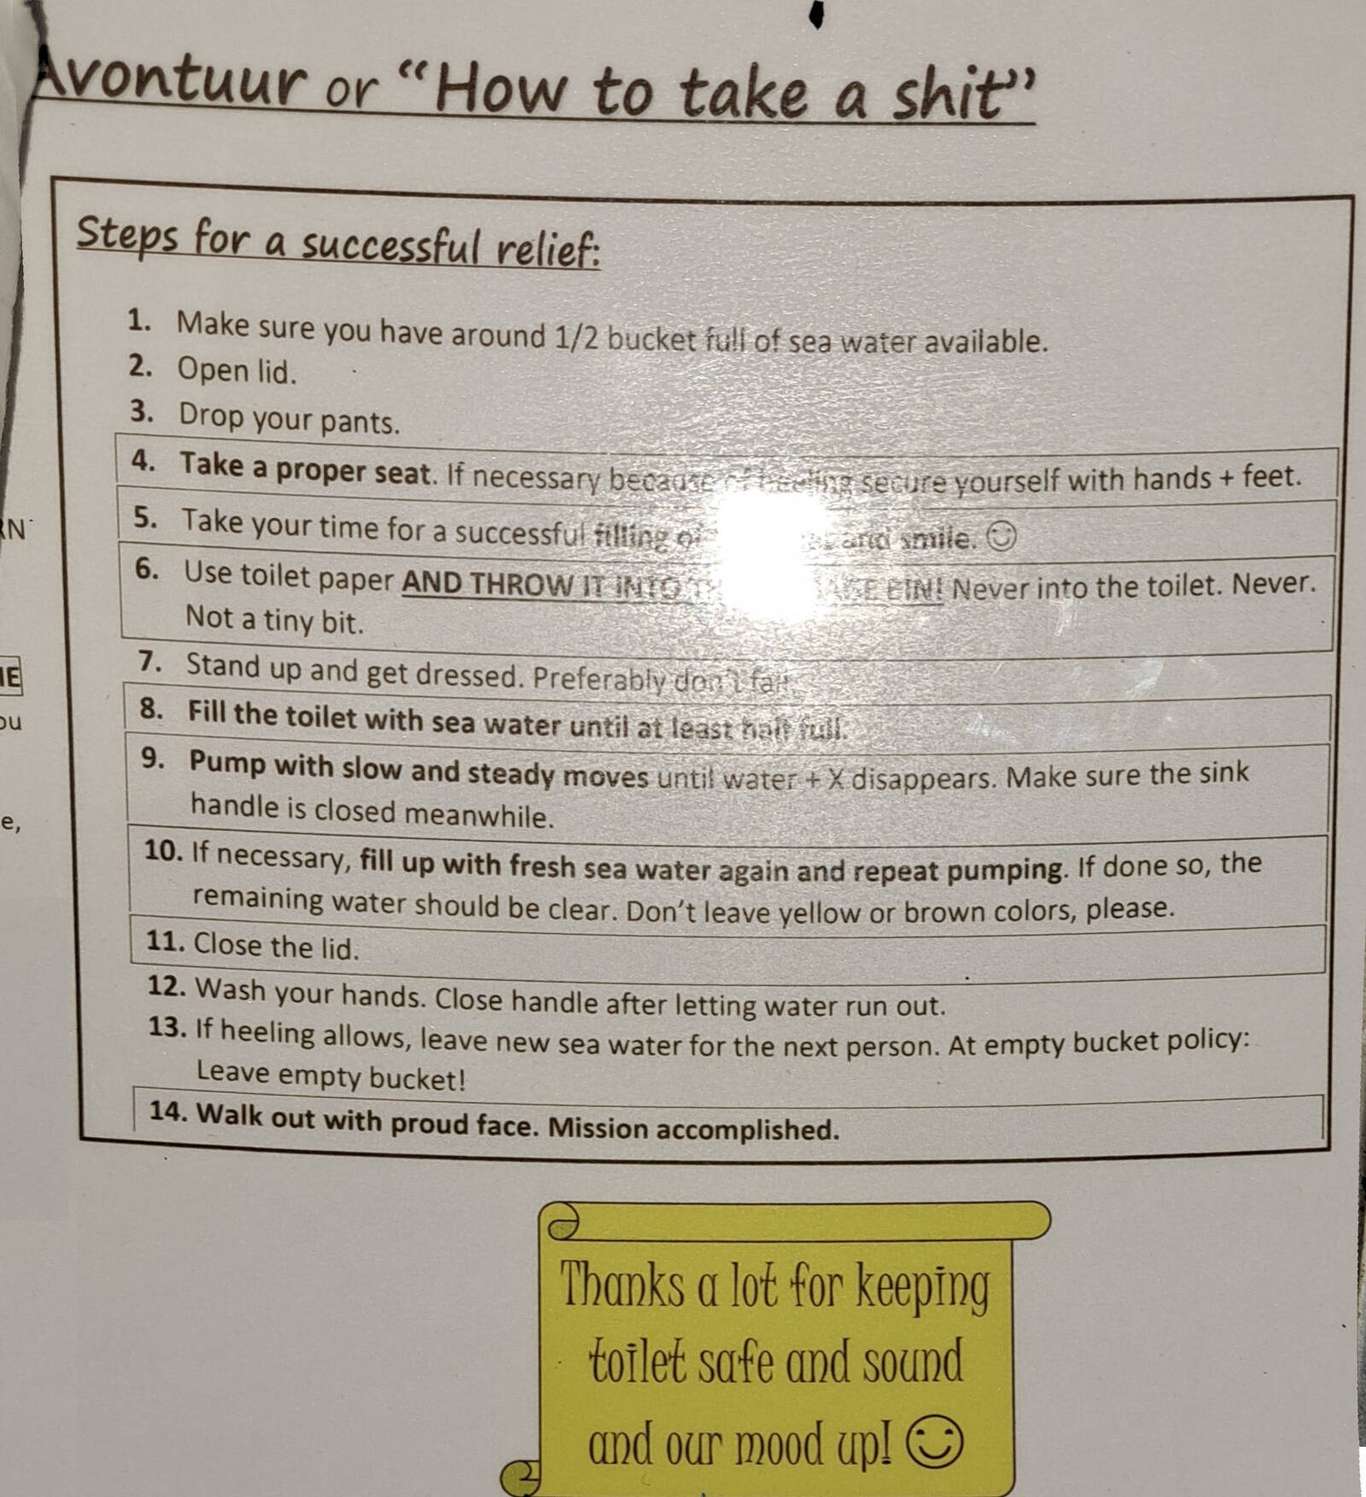 Avontuur or “How to take a shit”
Steps for a successful relief:
1. Make sure you have around 1/2 bucket full of sea water available.
2. Open lid.
3. Drop your pants.
4. Take a proper seat. If necessary because of heeling secure yourself with hands + feet.
N
5. Take your time for a successful filling of and smile. ☺
6. Use toilet paper AND THROW IT INTO BIN! Never into the toilet. Never.
Not a tiny bit.
E
7. Stand up and get dressed. Preferably don't fall.
ou
8. Fill the toilet with sea water until at least half full.
9. Pump with slow and steady moves until water + X disappears. Make sure the sink
handle is closed meanwhile.
e,
10. If necessary, fill up with fresh sea water again and repeat pumping. If done so, the
remaining water should be clear. Don’t leave yellow or brown colors, please.
11. Close the lid.
12. Wash your hands. Close handle after letting water run out.
13. If heeling allows, leave new sea water for the next person. At empty bucket policy:
Leave empty bucket!
14. Walk out with proud face. Mission accomplished.
Thanks a lot for keeping
toilet safe and sound
and our mood up! ☺